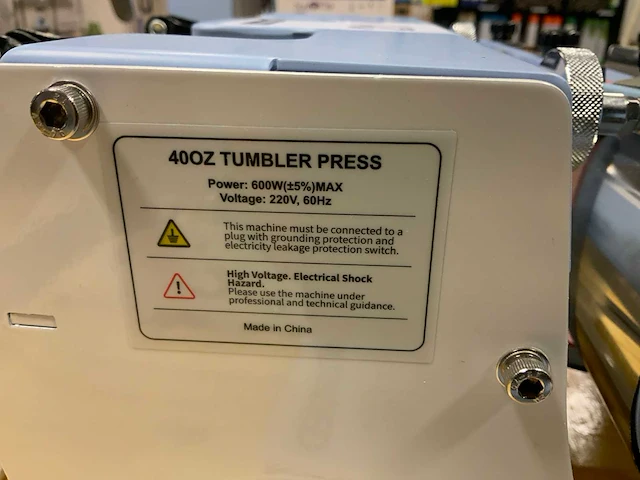 40OZ TUMBLER PRESS
Power: 600W(±5%)MAX
Voltage: 220V, 60Hz
This machine must be connected to a
plug with grounding protection and
electricity leakage protection switch.
High Voltage. Electrical Shock
Hazard.
Please use the machine under
professional and technical guidance.
Made in China